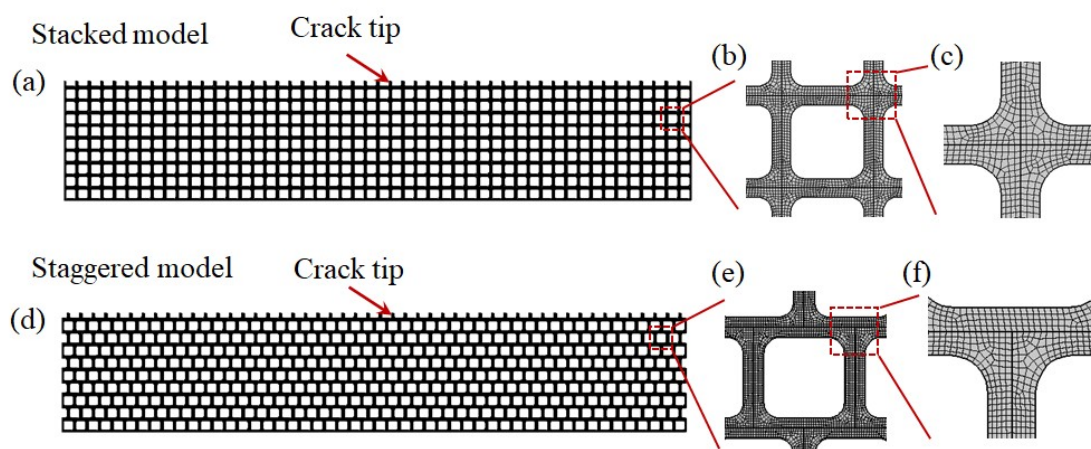 Stacked model
Crack tip
(a)
(b)
(c)
Staggered model
Crack tip
(d)
(e)
(f)